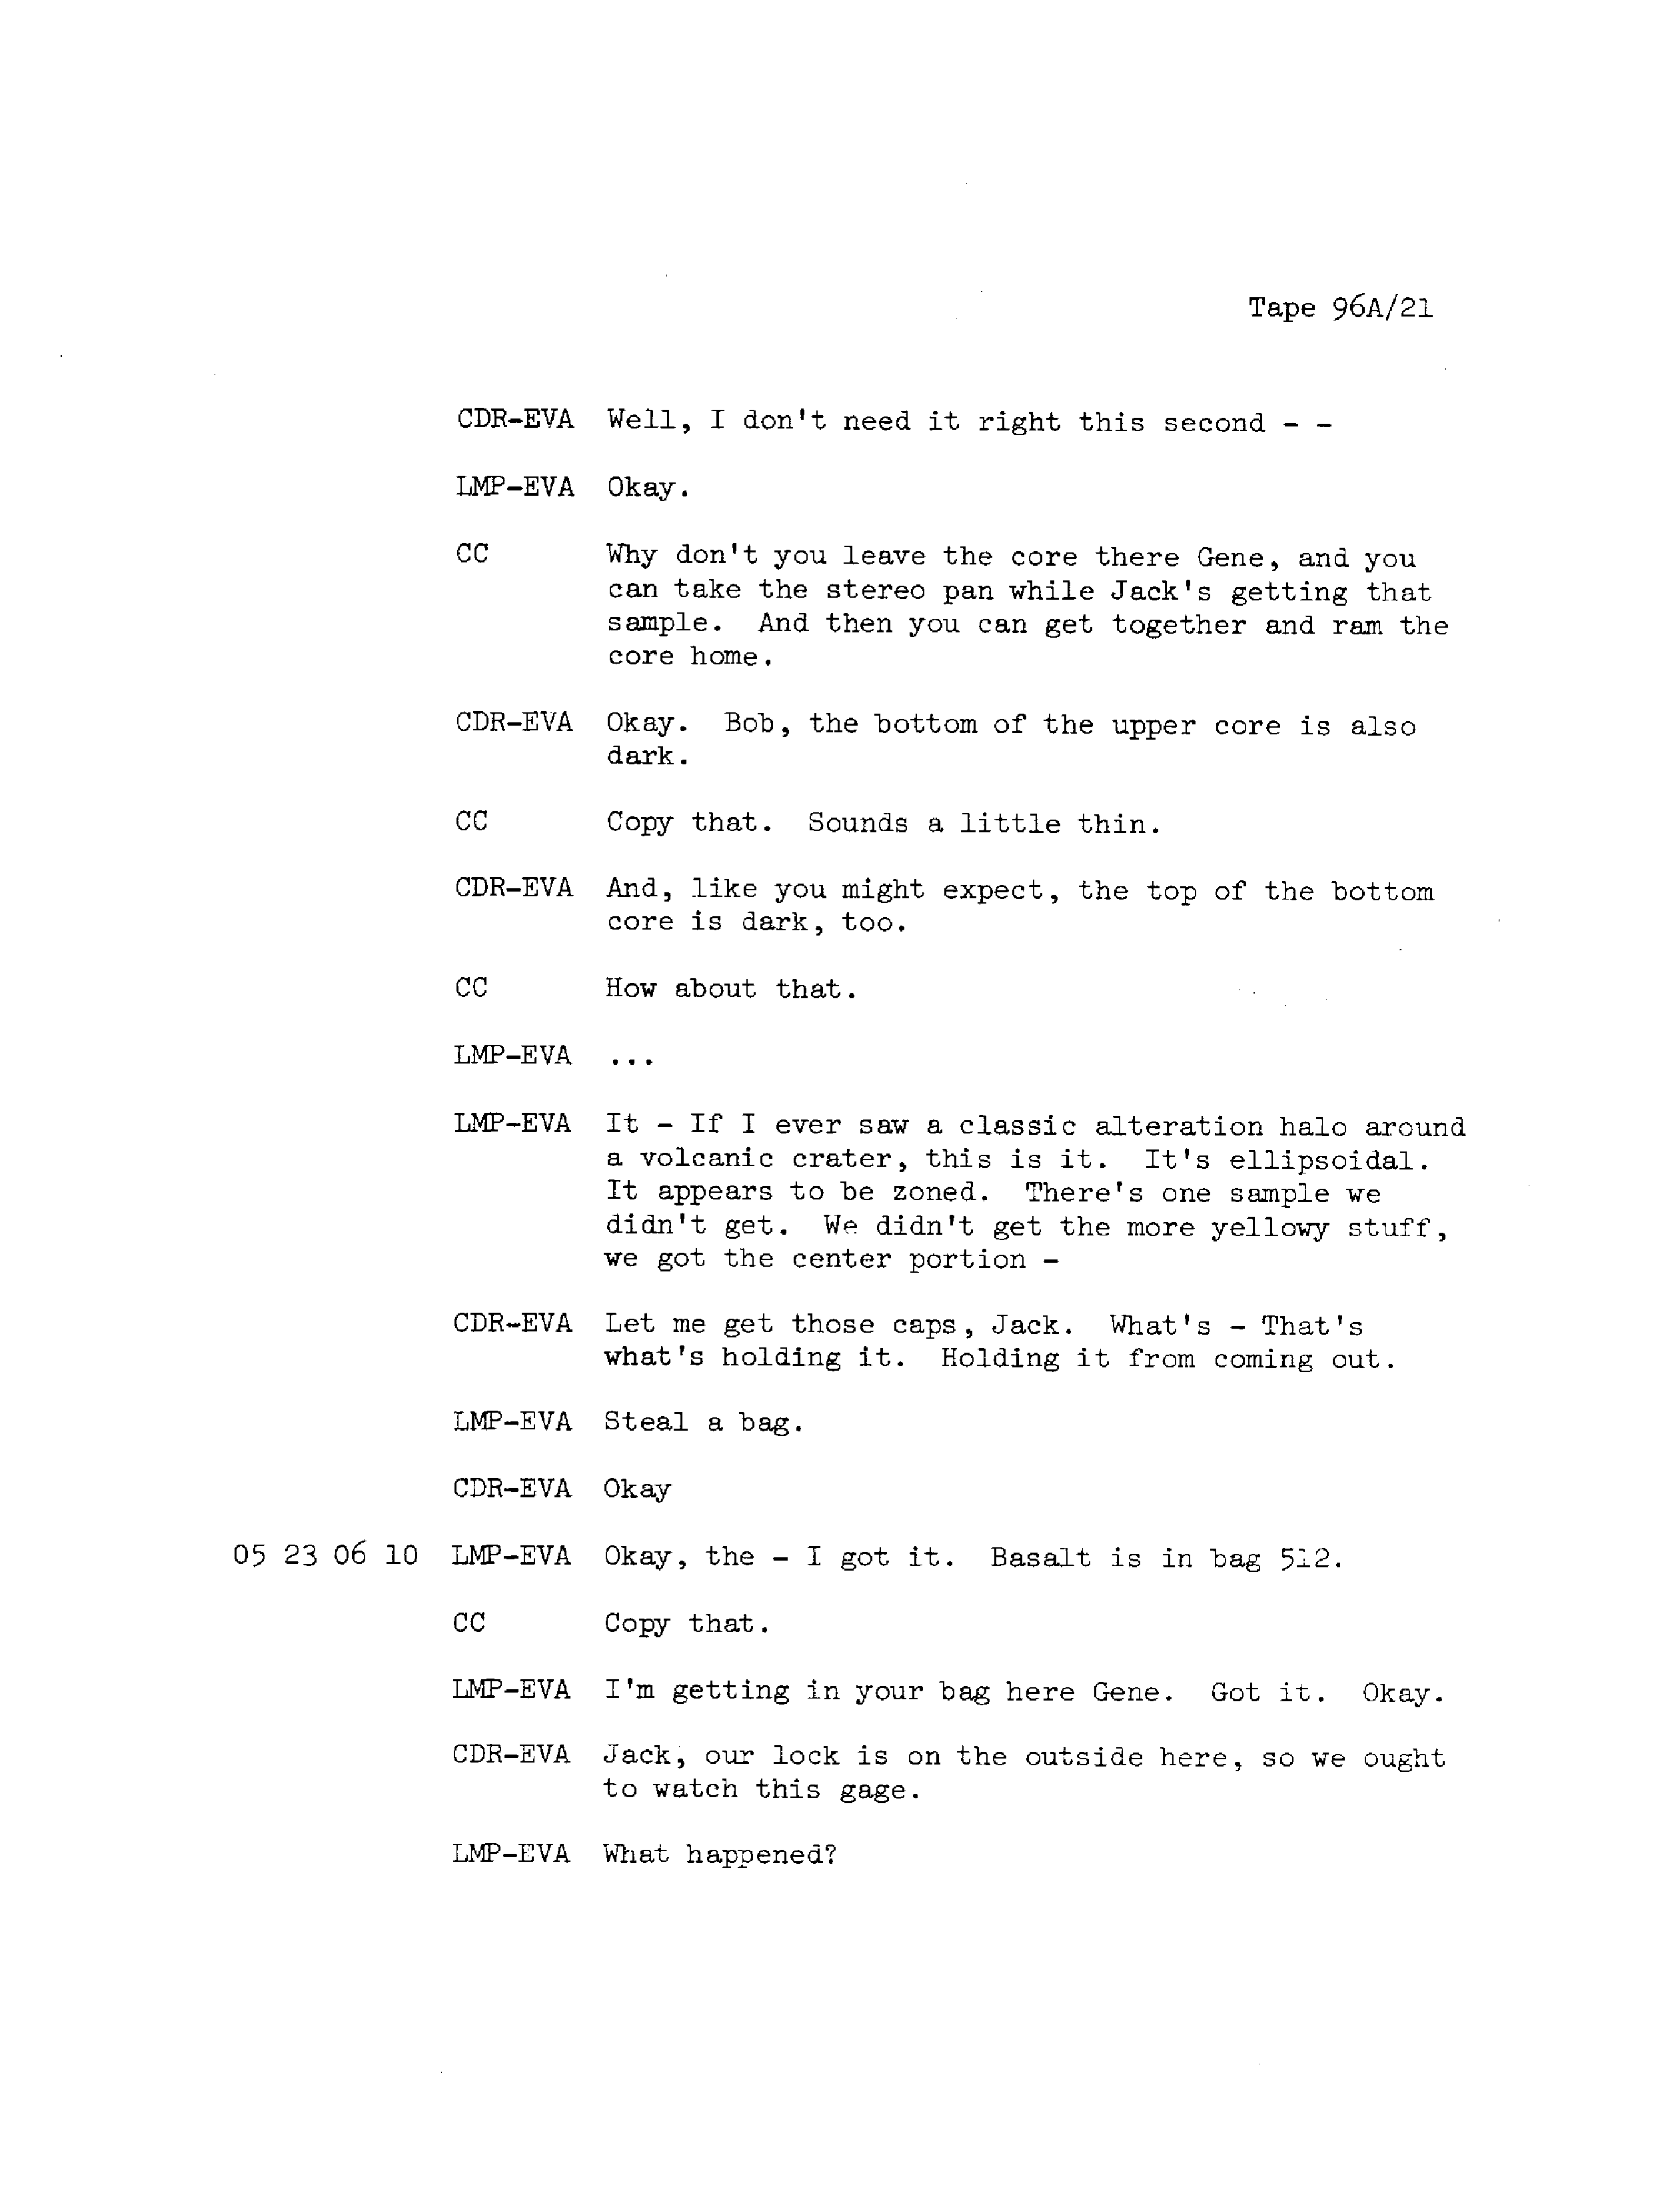 Tape 96A/21
CDR-EVA Well, I don't need it right this second - -
LMP-EVA Okay.
CC Why don't you leave the core there Gene, and you
can take the stereo pan while Jack's getting that
sample. And then you can get together and ram the
core home.
CDR-EVA Okay. Bob, the bottom of the upper core is also
dark.
CC Copy that. Sounds a little thin.
CDR-EVA And, like you might expect, the top of the bottom
core is dark, too.
CC How about that.
LMP-EVA ...
LMP-EVA It - If I ever saw a classic alteration halo around
a volcanic crater, this is it. It's ellipsoidal.
It appears to be zoned. There's one sample we
didn't get. We didn't get the more yellowy stuff,
we got the center portion -
CDR-EVA Let me get those caps, Jack. What's - That's
what's holding it. Holding it from coming out.
LMP-EVA Steal a bag.
CDR-EVA Okay
05 23 06 10 LMP-EVA Okay, the - I got it. Basalt is in bag 512.
CC Copy that.
LMP-EVA I'm getting in your bag here Gene. Got it. Okay.
CDR-EVA Jack, our lock is on the outside here, so we ought
to watch this gage.
LMP-EVA What happened?